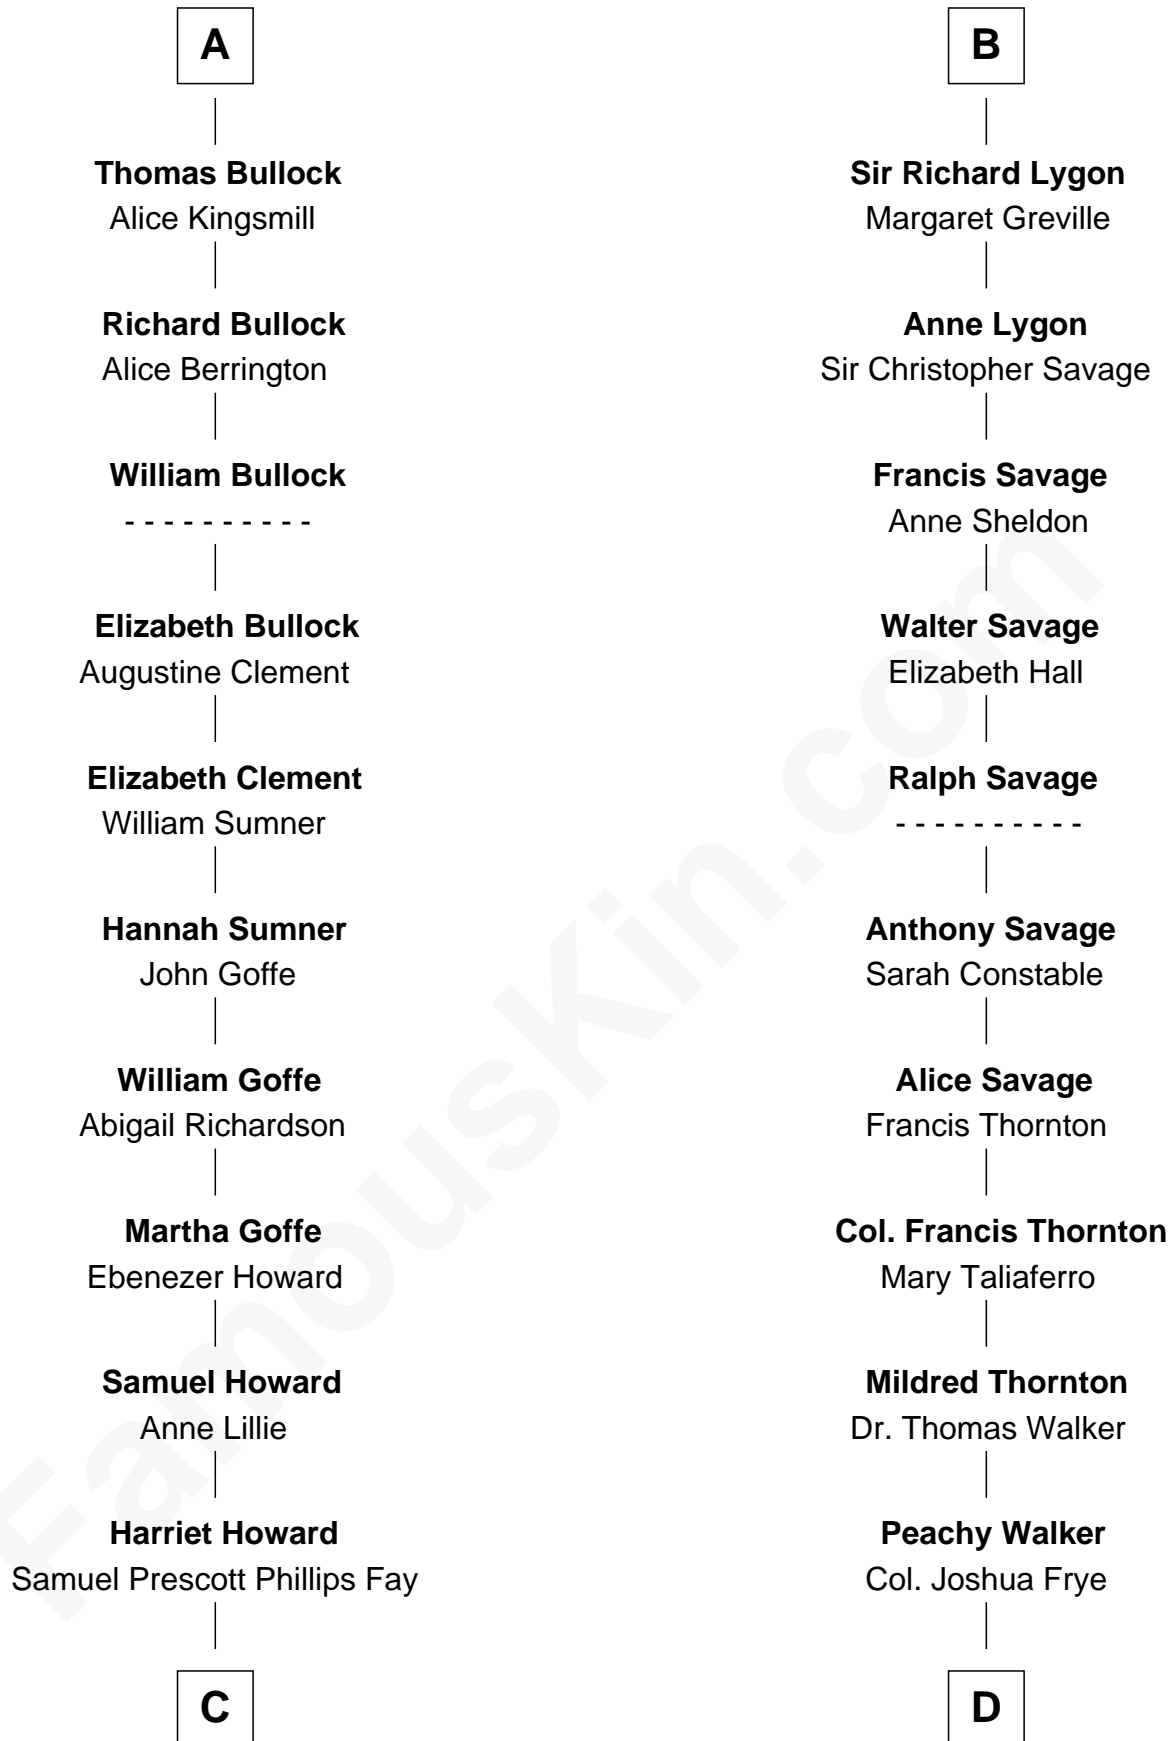 A
Thomas Bullock
Alice Kingsmill
Richard Bullock
Alice Berrington
William Bullock
- - - - - - - - - -
Elizabeth Bullock
Augustine Clement
Elizabeth Clement
William Sumner
Hannah Sumner
John Goffe
William Goffe
Abigail Richardson
Martha Goffe
Ebenezer Howard
Samuel Howard
Anne Lillie
Harriet Howard
Samuel Prescott Phillips Fay
C
B
Sir Richard Lygon
Margaret Greville
Anne Lygon
Sir Christopher Savage
Francis Savage
Anne Sheldon
Walter Savage
Elizabeth Hall
Ralph Savage
- - - - - - - - - -
Anthony Savage
Sarah Constable
Alice Savage
Francis Thornton
Col. Francis Thornton
Mary Taliaferro
Mildred Thornton
Dr. Thomas Walker
Peachy Walker
Col. Joshua Frye
D
FamousKin.com